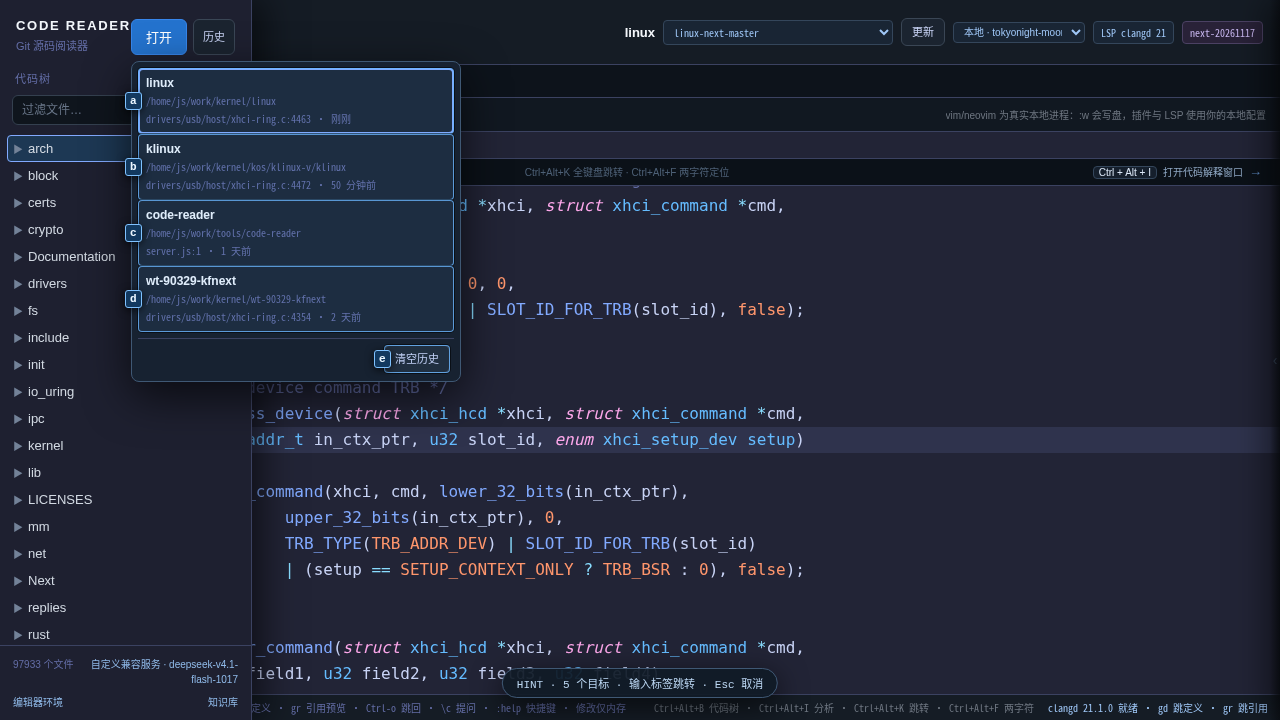 CODE READER
Git 源码阅读器
打开
历史
linux
linux-next-master
更新
本地 · tokyonight-moon
LSP clangd 21
next-20261117
代码树
过滤文件…
vim/neovim 为真实本地进程：:w 会写盘，插件与 LSP 使用你的本地配置
Ctrl+Alt+K 全键盘跳转 · Ctrl+Alt+F 两字符定位
Ctrl + Alt + I 打开代码解释窗口 →
a
linux
/home/js/work/kernel/linux
drivers/usb/host/xhci-ring.c:4463 · 刚刚
b
klinux
/home/js/work/kernel/kos/klinux-v/klinux
drivers/usb/host/xhci-ring.c:4472 · 50 分钟前
c
code-reader
/home/js/work/tools/code-reader
server.js:1 · 1 天前
d
wt-90329-kfnext
/home/js/work/kernel/wt-90329-kfnext
drivers/usb/host/xhci-ring.c:4354 · 2 天前
e
清空历史
arch
block
certs
crypto
Documentation
drivers
fs
include
init
io_uring
ipc
kernel
lib
LICENSES
mm
net
Next
replies
rust
97933 个文件
自定义兼容服务 · deepseek-v4.1-
flash-1017
编辑器环境
知识库
d *xhci, struct xhci_command *cmd,
0, 0,
| SLOT_ID_FOR_TRB(slot_id), false);
device command TRB */
ss_device(struct xhci_hcd *xhci, struct xhci_command *cmd,
addr_t in_ctx_ptr, u32 slot_id, enum xhci_setup_dev setup)
_command(xhci, cmd, lower_32_bits(in_ctx_ptr),
upper_32_bits(in_ctx_ptr), 0,
TRB_TYPE(TRB_ADDR_DEV) | SLOT_ID_FOR_TRB(slot_id)
| (setup == SETUP_CONTEXT_ONLY ? TRB_BSR : 0), false);
r_command(struct xhci_hcd *xhci, struct xhci_command *cmd,
field1, u32 field2, u32 field3, u32 field4)
HINT · 5 个目标 · 输入标签跳转 · Esc 取消
定义 · gr 引用预览 · Ctrl-o 跳回 · \c 提问 · :help 快捷键 · 修改仅内存
Ctrl+Alt+B 代码树 · Ctrl+Alt+I 分析 · Ctrl+Alt+K 跳转 · Ctrl+Alt+F 两字符
clangd 21.1.0 就绪 · gd 跳定义 · gr 跳引用